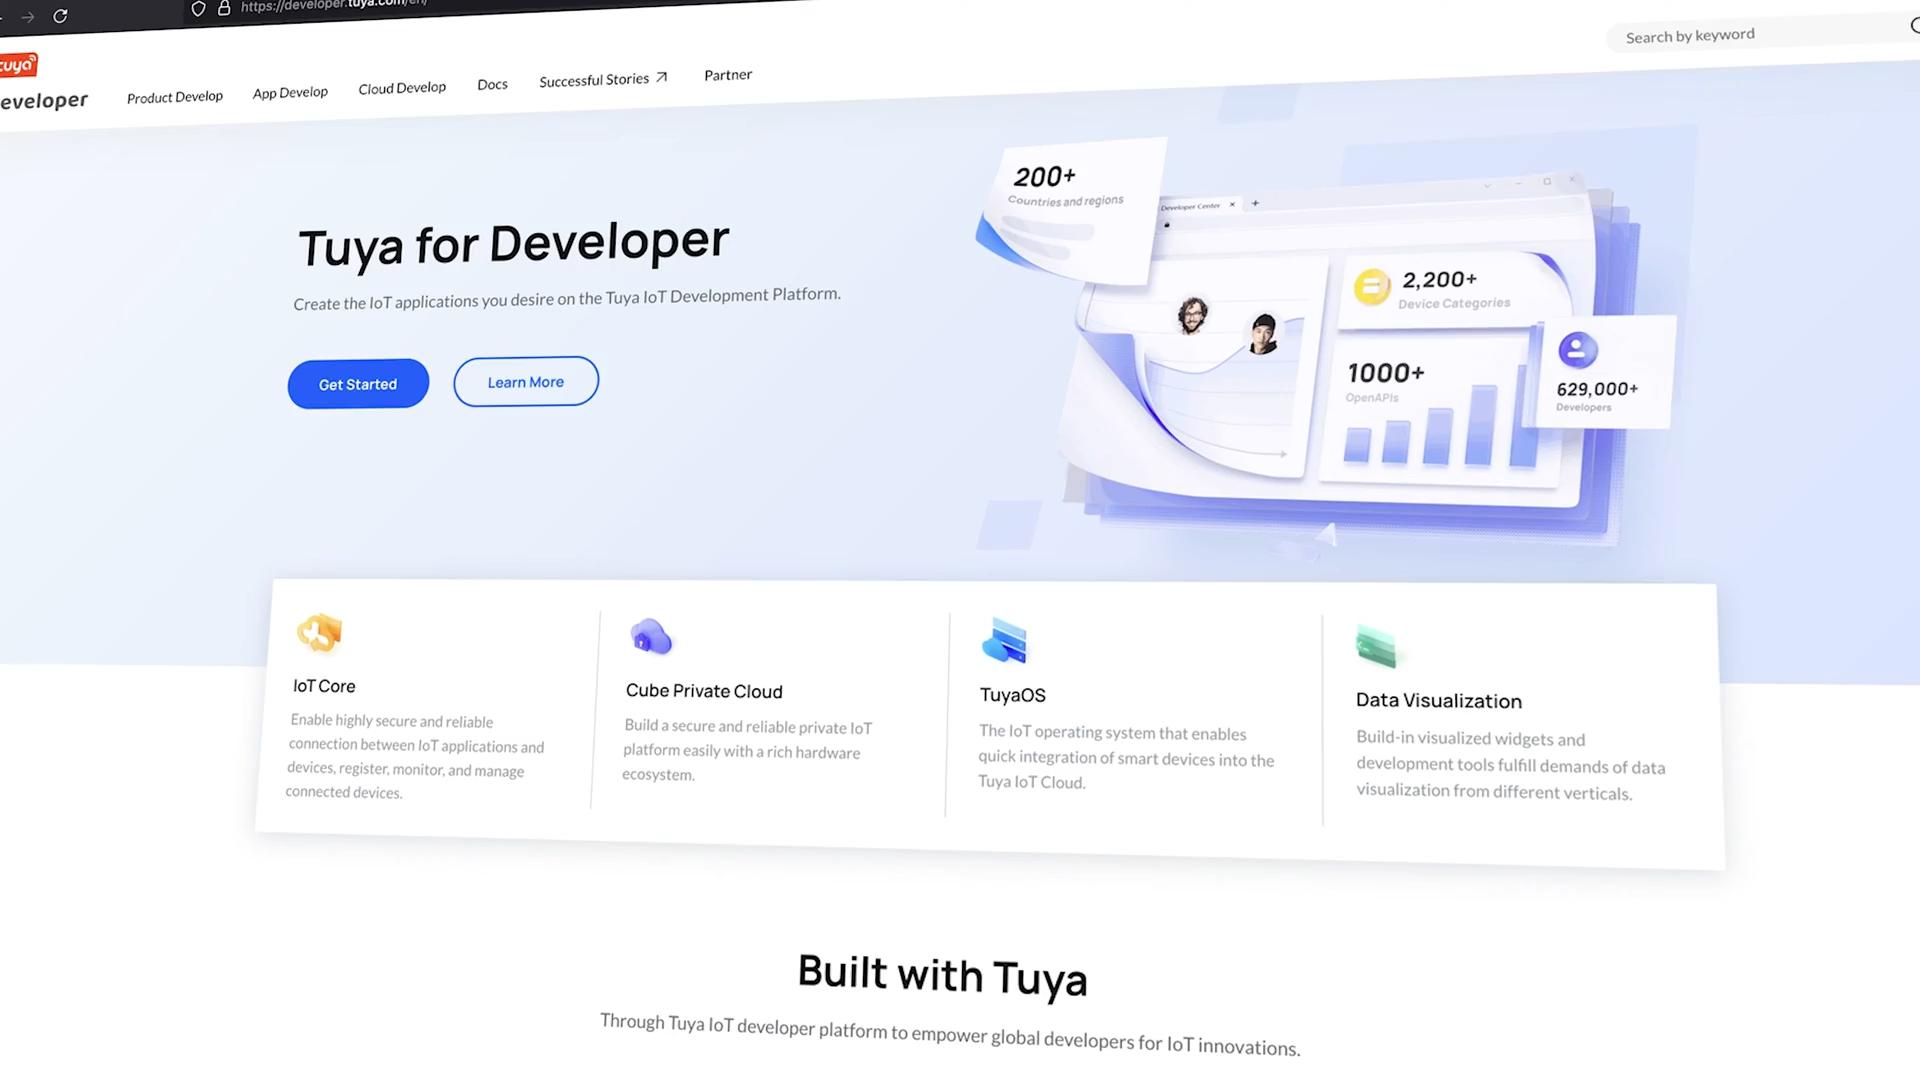 https://developer.tuya.com/en/
tuya
eveloper
Product Develop
App Develop
Cloud Develop
Docs
Successful Stories
Partner
Search by keyword
Tuya for Developer
Create the IoT applications you desire on the Tuya IoT Development Platform.
Get Started
Learn More
200+
Countries and regions
Developer Center
2,200+
Device Categories
1000+
OpenAPIs
629,000+
Developers
IoT Core
Enable highly secure and reliable
connection between IoT applications and
devices, register, monitor, and manage
connected devices.
Cube Private Cloud
Build a secure and reliable private IoT
platform easily with a rich hardware
ecosystem.
TuyaOS
The IoT operating system that enables
quick integration of smart devices into the
Tuya IoT Cloud.
Data Visualization
Build-in visualized widgets and
development tools fulfill demands of data
visualization from different verticals.
Built with Tuya
Through Tuya IoT developer platform to empower global developers for IoT innovations.